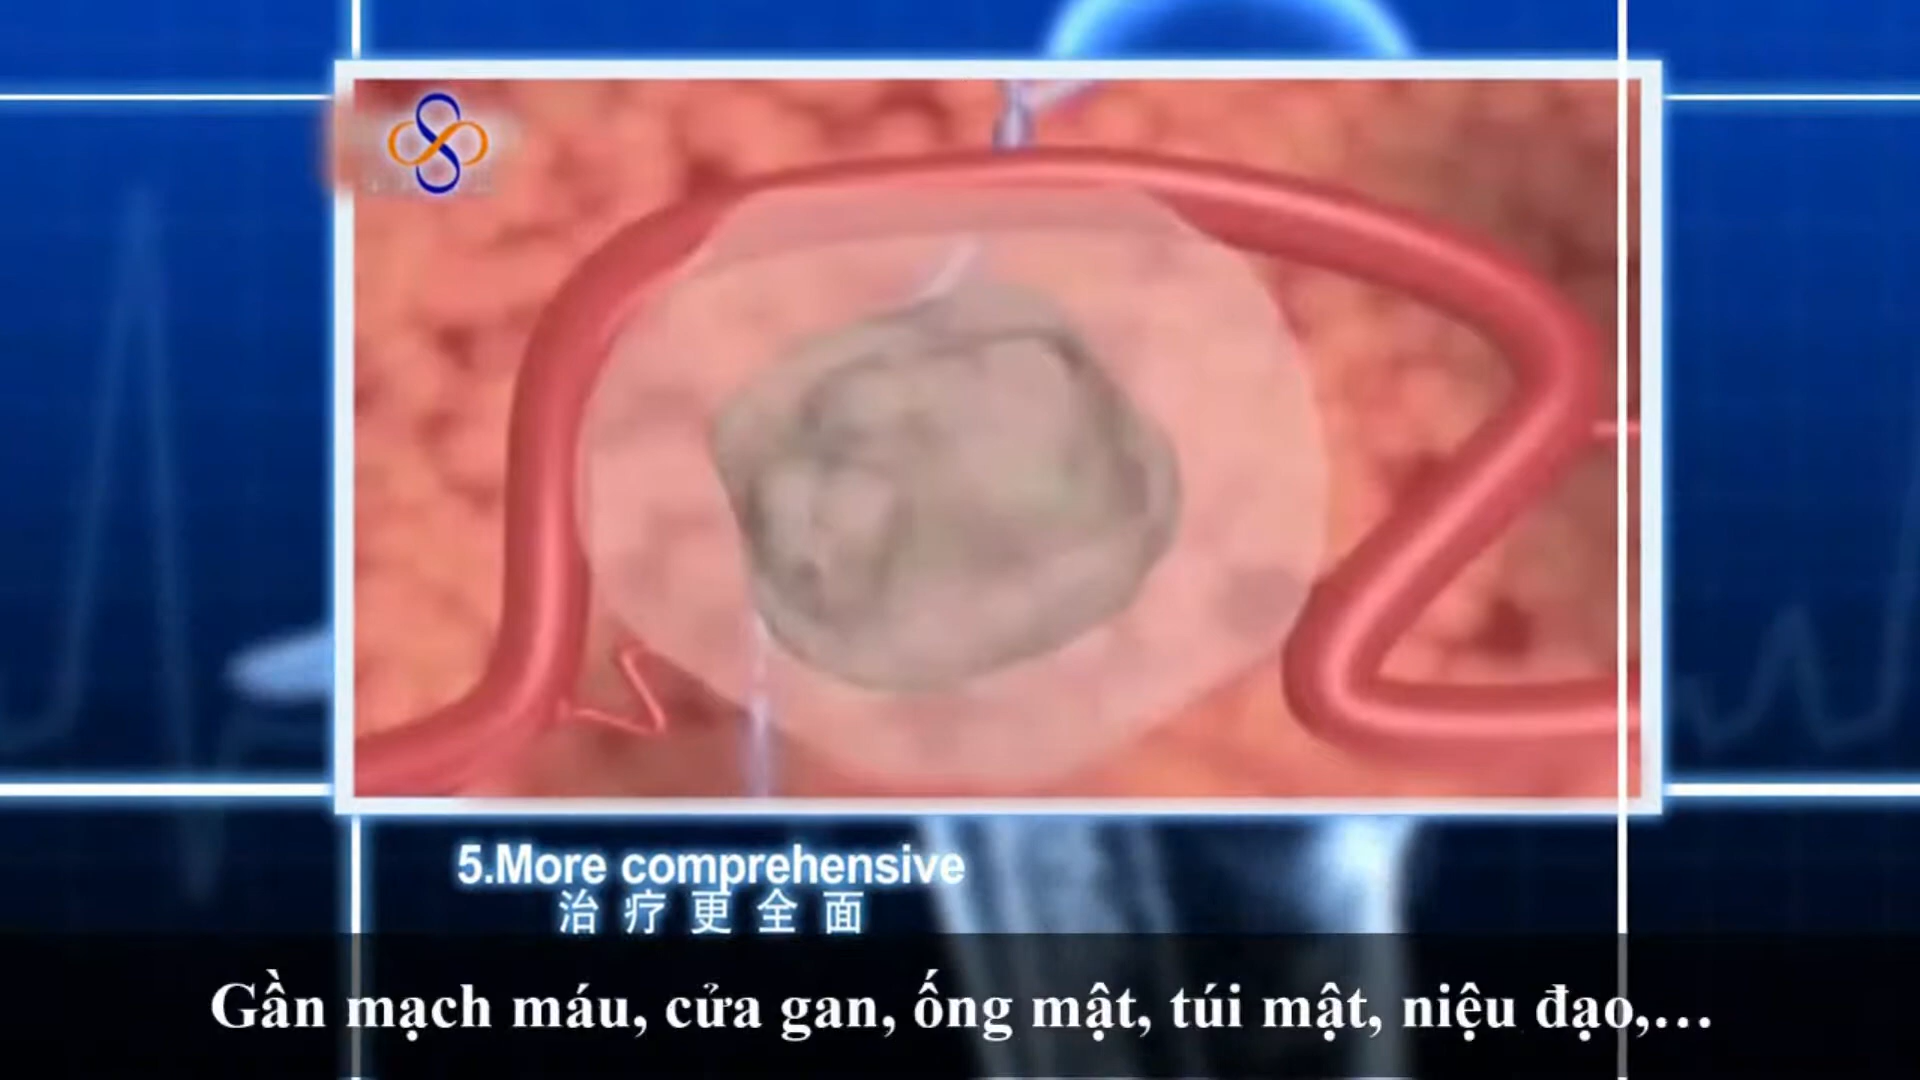 5.More comprehensive
治疗更全面
Gần mạch máu, cửa gan, ống mật, túi mật, niệu đạo,...